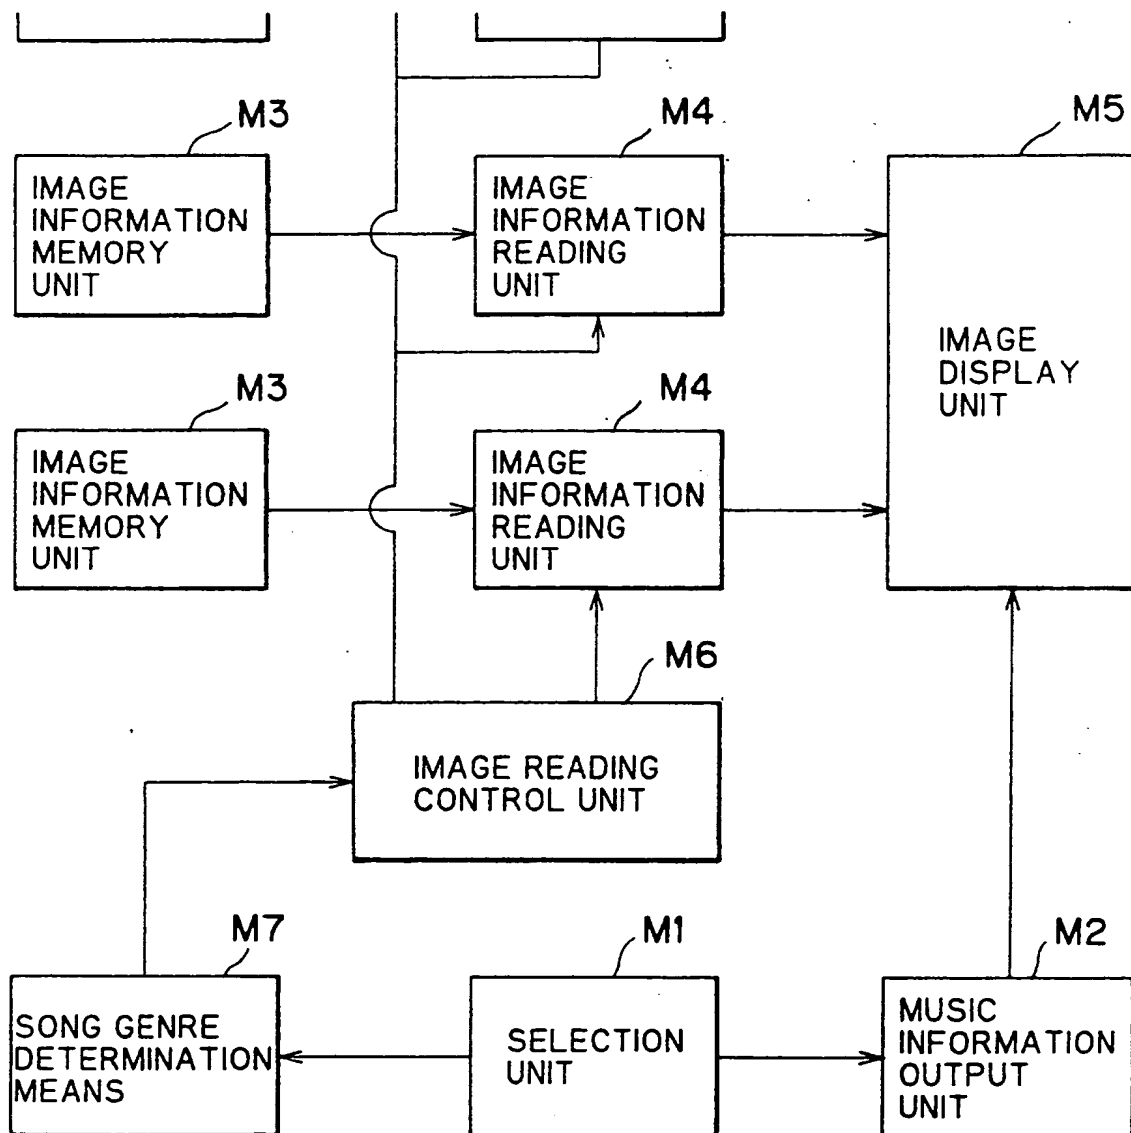 M3
M4
M5
IMAGE
INFORMATION
MEMORY
UNIT
IMAGE
INFORMATION
READING
UNIT
IMAGE
DISPLAY
UNIT
M3
M4
IMAGE
INFORMATION
MEMORY
UNIT
IMAGE
INFORMATION
READING
UNIT
M6
IMAGE READING
CONTROL UNIT
M7
M1
M2
SONG GENRE
DETERMINATION
MEANS
SELECTION
UNIT
MUSIC
INFORMATION
OUTPUT
UNIT